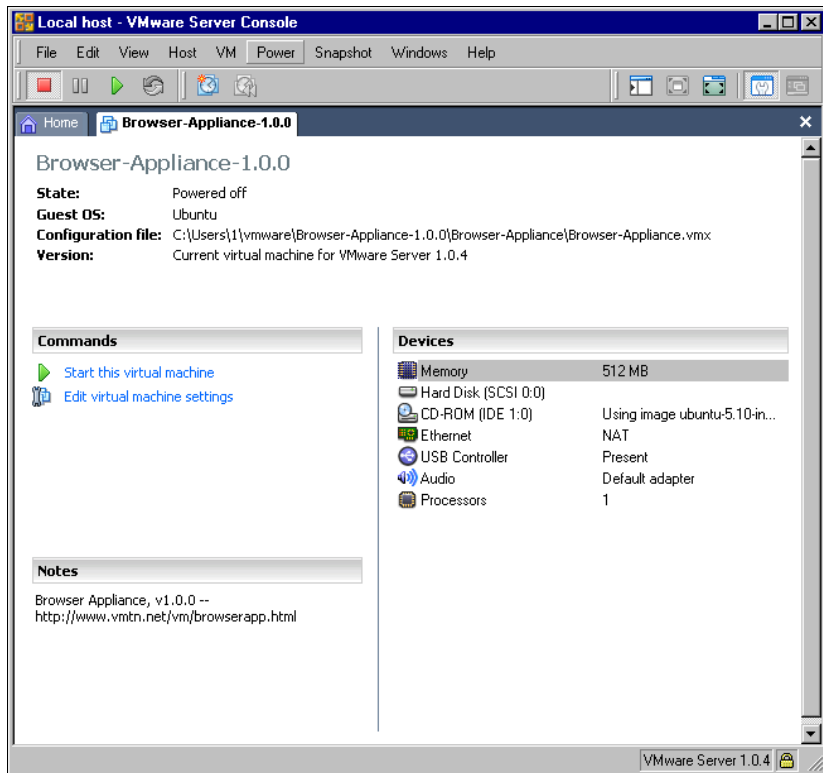 Local host - VMware Server Console
File Edit View Host VM Power Snapshot Windows Help
Home Browser-Appliance-1.0.0
Browser-Appliance-1.0.0
State: Powered off
Guest OS: Ubuntu
Configuration file: C:\Users\1\vmware\Browser-Appliance-1.0.0\Browser-Appliance\Browser-Appliance.vmx
Version: Current virtual machine for VMware Server 1.0.4
Commands
Start this virtual machine
Edit virtual machine settings
Devices
Memory 512 MB
Hard Disk (SCSI 0:0)
CD-ROM (IDE 1:0) Using image ubuntu-5.10-in...
Ethernet NAT
USB Controller Present
Audio Default adapter
Processors 1
Notes
Browser Appliance, v1.0.0 --
http://www.vmtn.net/vm/browserapp.html
VMware Server 1.0.4